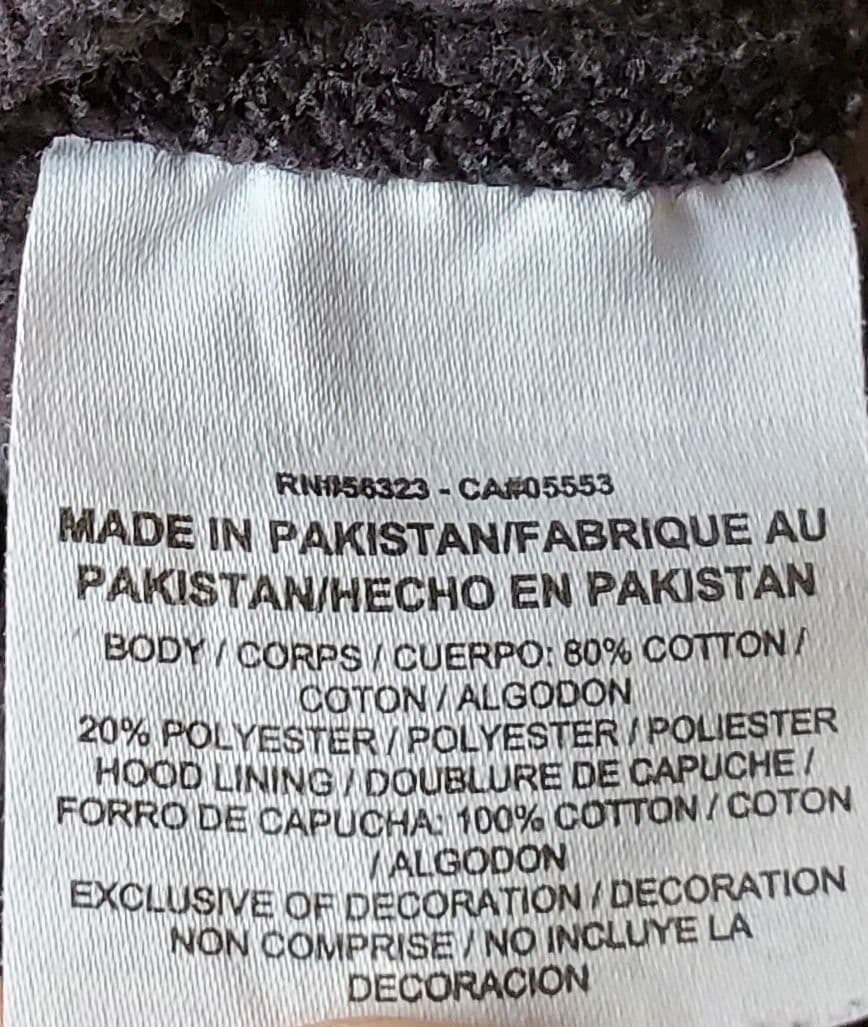 RN#56323 - CA#05553
MADE IN PAKISTAN/FABRIQUE AU
PAKISTAN/HECHO EN PAKISTAN
BODY / CORPS / CUERPO: 80% COTTON /
COTON / ALGODON
20% POLYESTER / POLYESTER / POLIESTER
HOOD LINING / DOUBLURE DE CAPUCHE /
FORRO DE CAPUCHA: 100% COTTON / COTON
/ ALGODON
EXCLUSIVE OF DECORATION / DECORATION
NON COMPRISE / NO INCLUYE LA
DECORACION